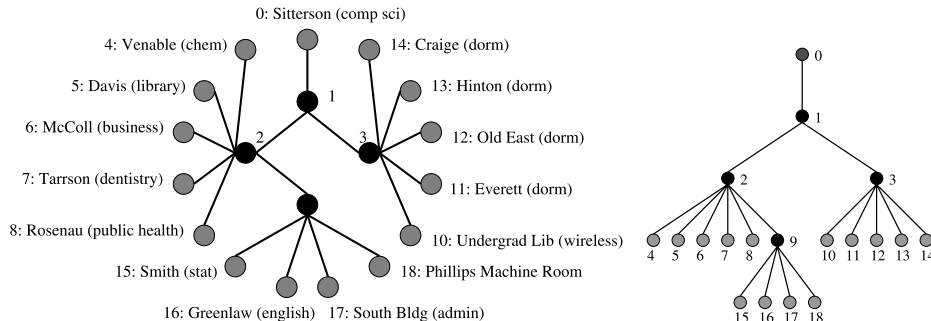 0: Sitterson (comp sci)
4: Venable (chem)
14: Craige (dorm)
5: Davis (library)
13: Hinton (dorm)
1
6: McColl (business)
2
3
12: Old East (dorm)
7: Tarrson (dentistry)
11: Everett (dorm)
8: Rosenau (public health)
10: Undergrad Lib (wireless)
15: Smith (stat)
18: Phillips Machine Room
16: Greenlaw (english)
17: South Bldg (admin)
0
1
2
3
4 5 6 7 8 9 10 11 12 13 14
15 16 17 18